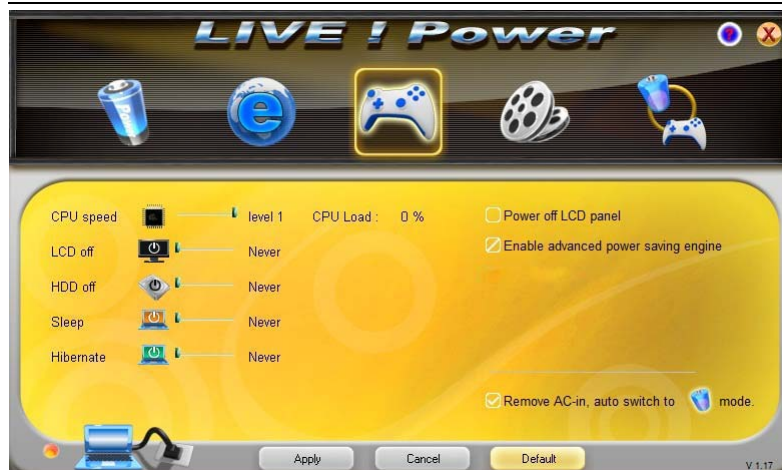 LIVE ! Power
?
X
Power
e
CPU speed level 1 CPU Load : 0 %
LCD off Never
HDD off Never
Sleep Never
Hibernate Never
Power off LCD panel
Enable advanced power saving engine
Remove AC-in, auto switch to mode.
Apply Cancel Default
V 1.17